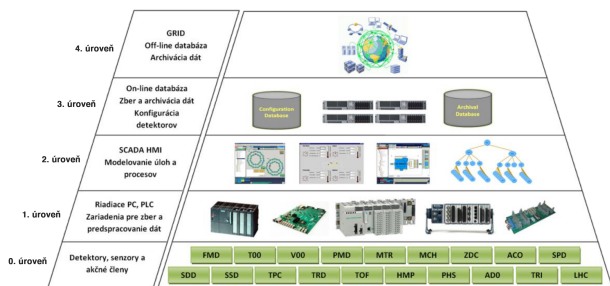 4. úroveň
GRID
Off-line databáza
Archivácia dát
3. úroveň
On-line databáza
Zber a archivácia dát
Konfigurácia
detektorov
Configuration
Database
Archival
Database
2. úroveň
SCADA HMI
Modelovanie úloh a
procesov
1. úroveň
Riadiace PC, PLC
Zariadenia pre zber a
predspracovanie dát
0. úroveň
Detektory, senzory a
akčné členy
FMD T00 V00 PMD MTR MCH ZDC ACO SPD
SDD SSD TPC TRD TOF HMP PHS AD0 TRI LHC